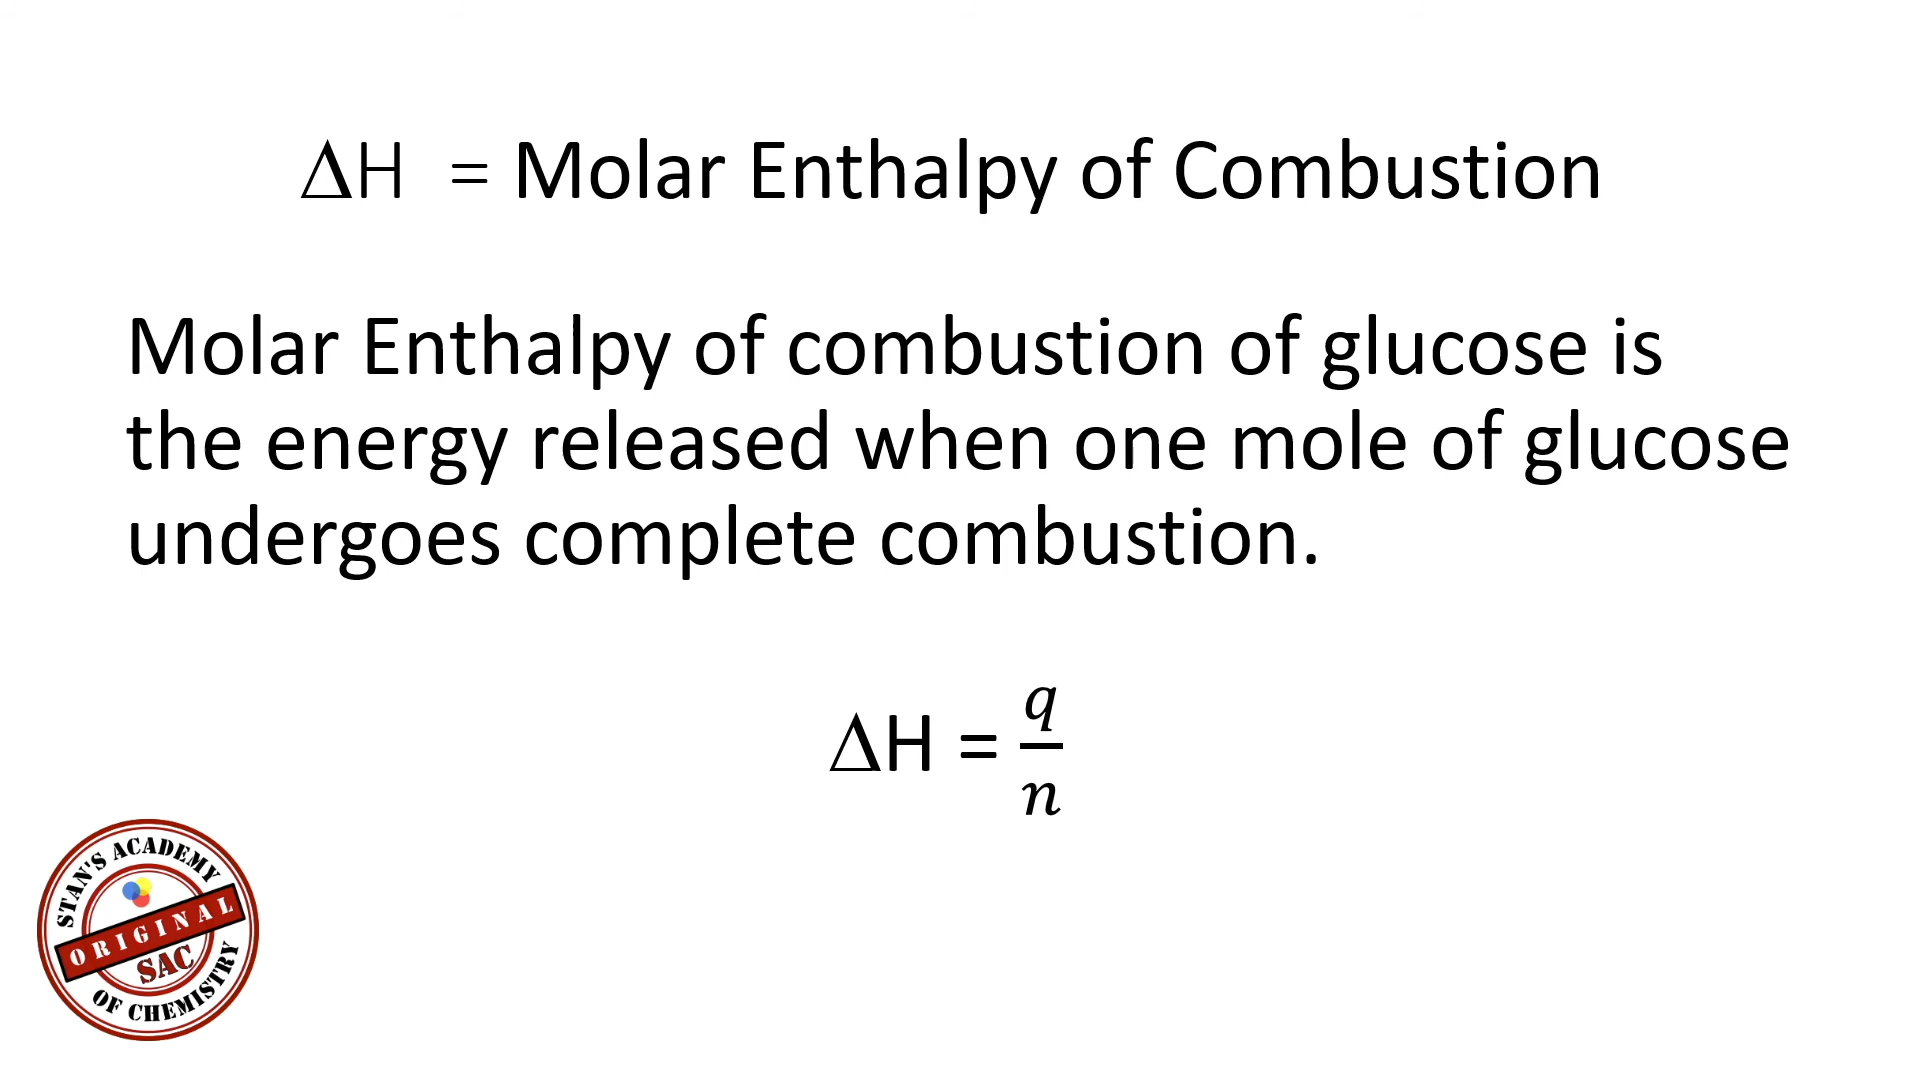 ΔH = Molar Enthalpy of Combustion
Molar Enthalpy of combustion of glucose is
the energy released when one mole of glucose
undergoes complete combustion.
ΔH = q/n
STAN'S ACADEMY
ORIGINAL
SAC
OF CHEMISTRY